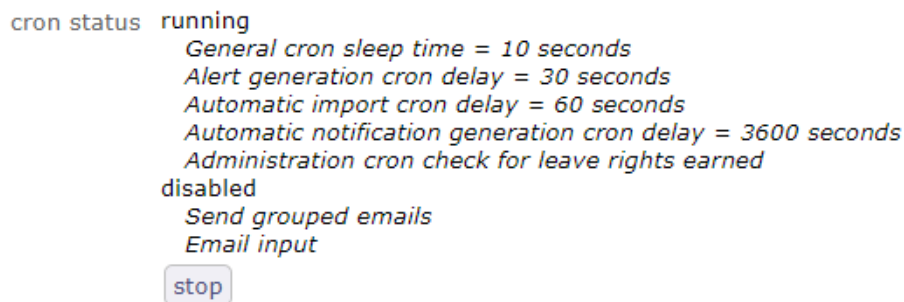 cron status running
General cron sleep time = 10 seconds
Alert generation cron delay = 30 seconds
Automatic import cron delay = 60 seconds
Automatic notification generation cron delay = 3600 seconds
Administration cron check for leave rights earned
disabled
Send grouped emails
Email input
stop